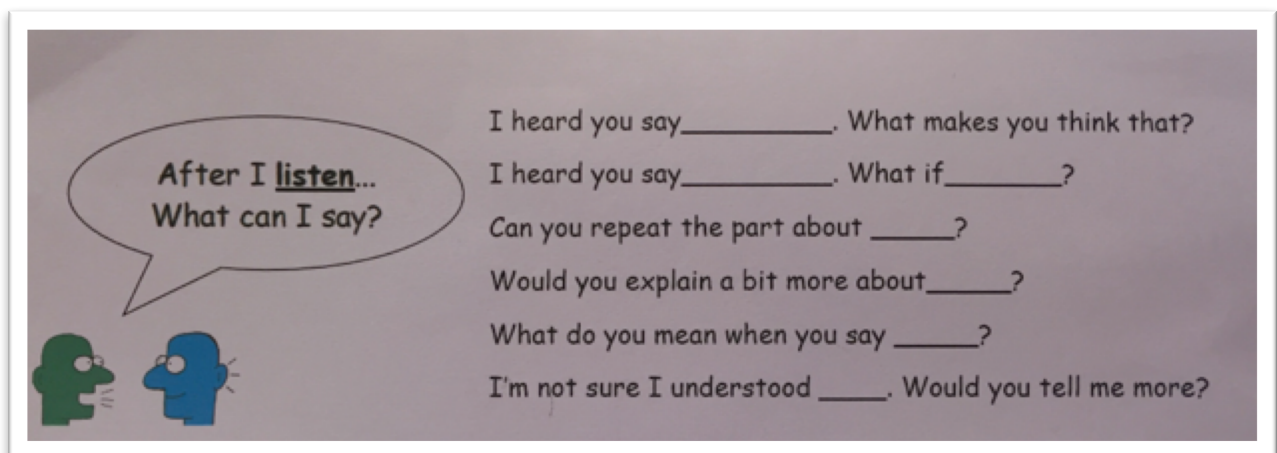 After I listen...
What can I say?
I heard you say__________. What makes you think that?
I heard you say__________. What if________?
Can you repeat the part about ______?
Would you explain a bit more about______?
What do you mean when you say ______?
I'm not sure I understood _____. Would you tell me more?